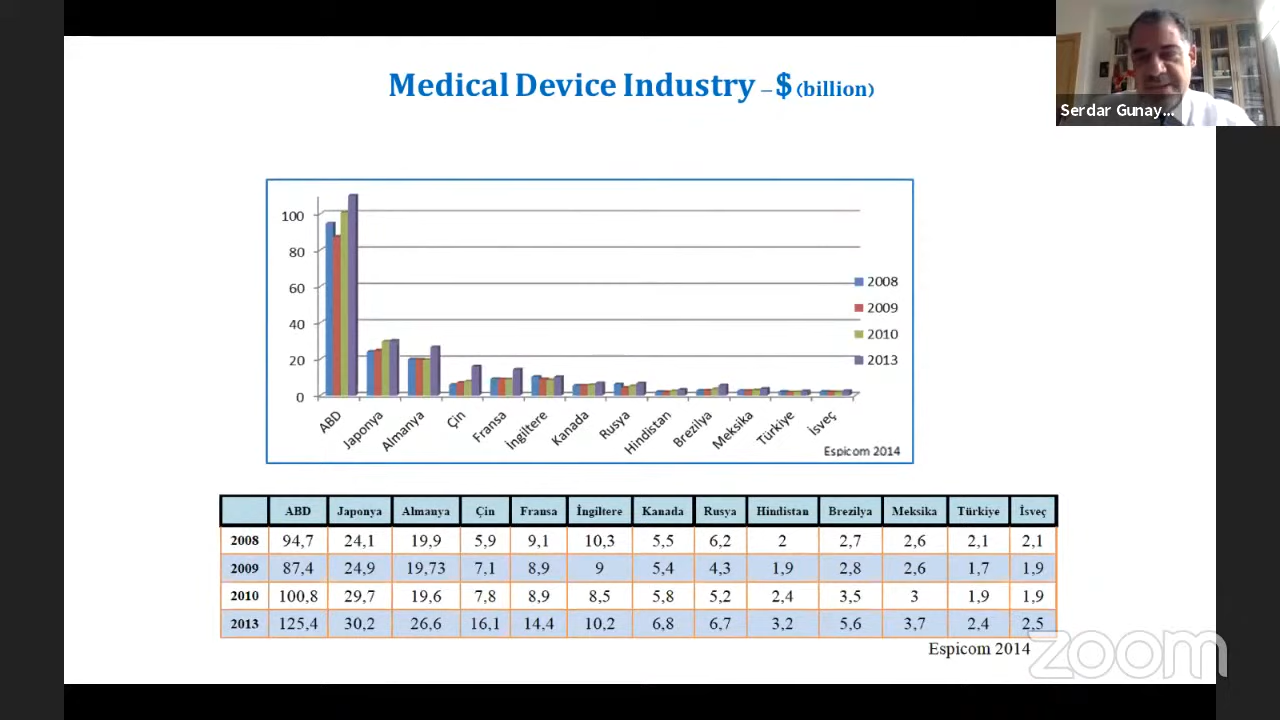 Medical Device Industry – $ (billion)
Serdar Gunay...
100
80
60
40
20
0
2008
2009
2010
2013
ABD Japonya Almanya Çin Fransa İngiltere Kanada Rusya Hindistan Brezilya Meksika Türkiye İsveç
Espicom 2014
ABD Japonya Almanya Çin Fransa İngiltere Kanada Rusya Hindistan Brezilya Meksika Türkiye İsveç
2008 94,7 24,1 19,9 5,9 9,1 10,3 5,5 6,2 2 2,7 2,6 2,1 2,1
2009 87,4 24,9 19,73 7,1 8,9 9 5,4 4,3 1,9 2,8 2,6 1,7 1,9
2010 100,8 29,7 19,6 7,8 8,9 8,5 5,8 5,2 2,4 3,5 3 1,9 1,9
2013 125,4 30,2 26,6 16,1 14,4 10,2 6,8 6,7 3,2 5,6 3,7 2,4 2,5
Espicom 2014
zoom